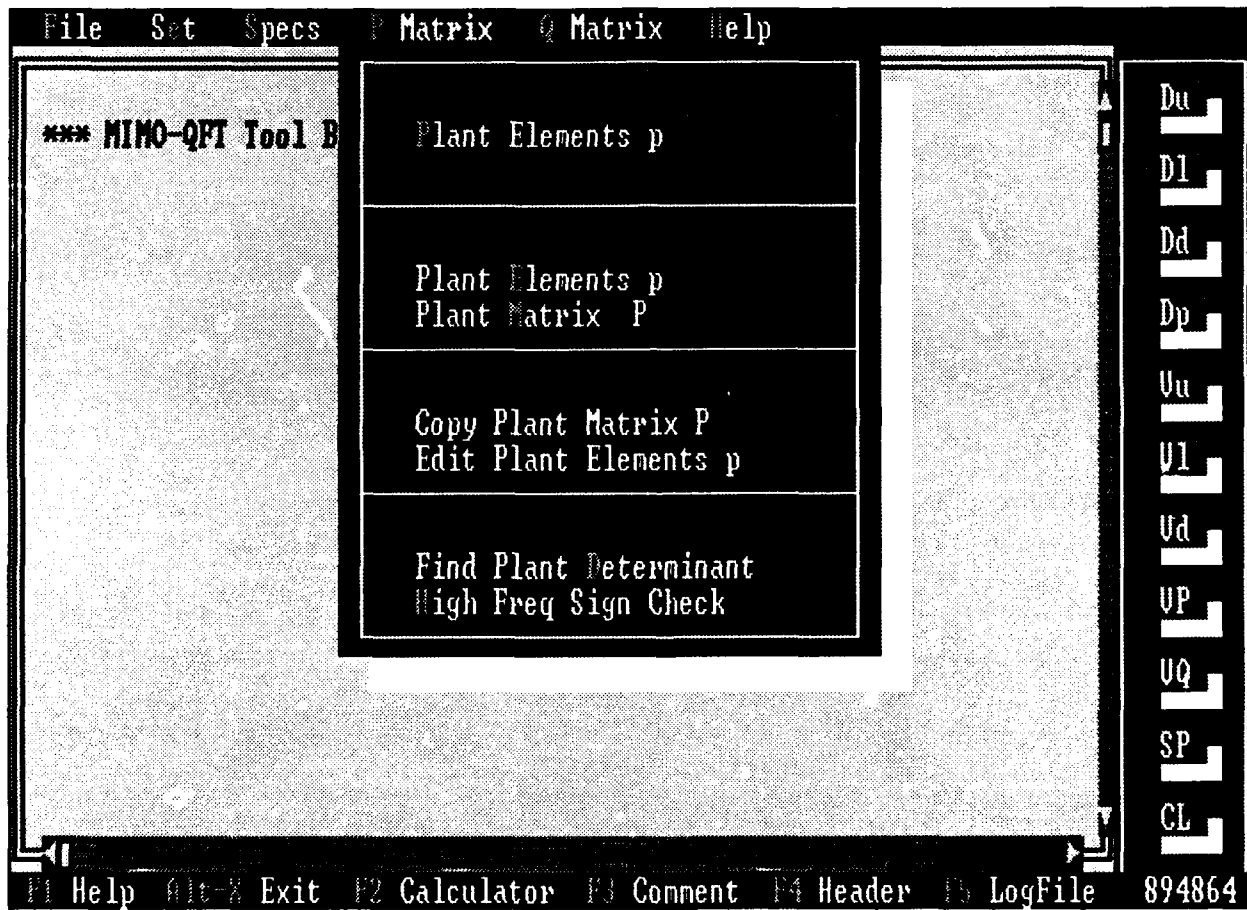 File Set Specs P Matrix Q Matrix Help
*** MIMO-QFT Tool B
Plant Elements p
Plant Elements p
Plant Matrix P
Copy Plant Matrix P
Edit Plant Elements p
Find Plant Determinant
High Freq Sign Check
Du
Dl
Dd
Dp
Vu
Vl
Vd
VP
VQ
SP
CL
F1 Help Alt-X Exit F2 Calculator F3 Comment F4 Header F5 LogFile 894864